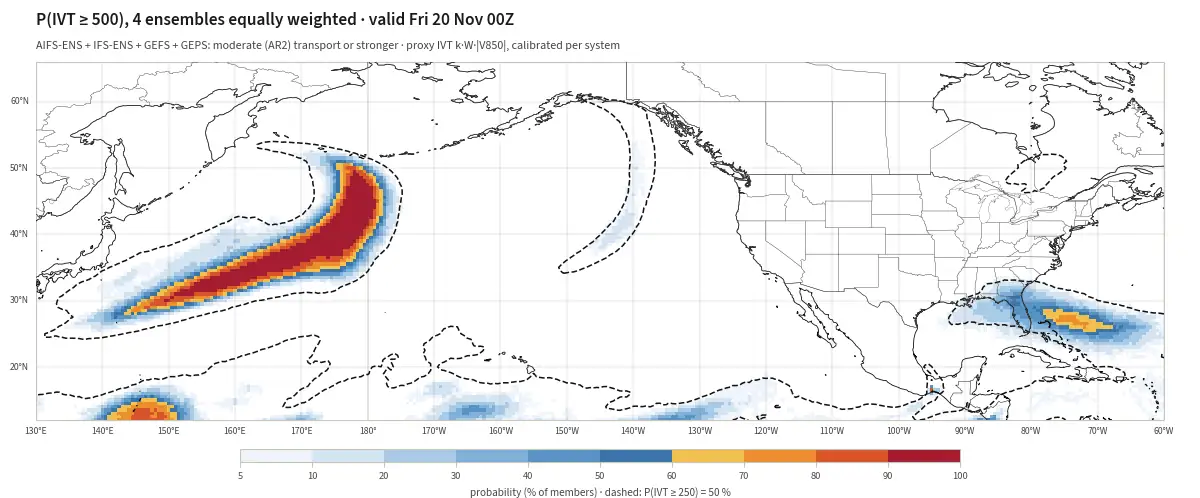 P(IVT ≥ 500), 4 ensembles equally weighted · valid Fri 20 Nov 00Z
AIFS-ENS + IFS-ENS + GEFS + GEPS: moderate (AR2) transport or stronger · proxy IVT k·W·|V850|, calibrated per system
60°N
50°N
40°N
30°N
20°N
130°E 140°E 150°E 160°E 170°E 180° 170°W 160°W 150°W 140°W 130°W 120°W 110°W 100°W 90°W 80°W 70°W 60°W
5 10 20 30 40 50 60 70 80 90 100
probability (% of members) · dashed: P(IVT ≥ 250) = 50 %